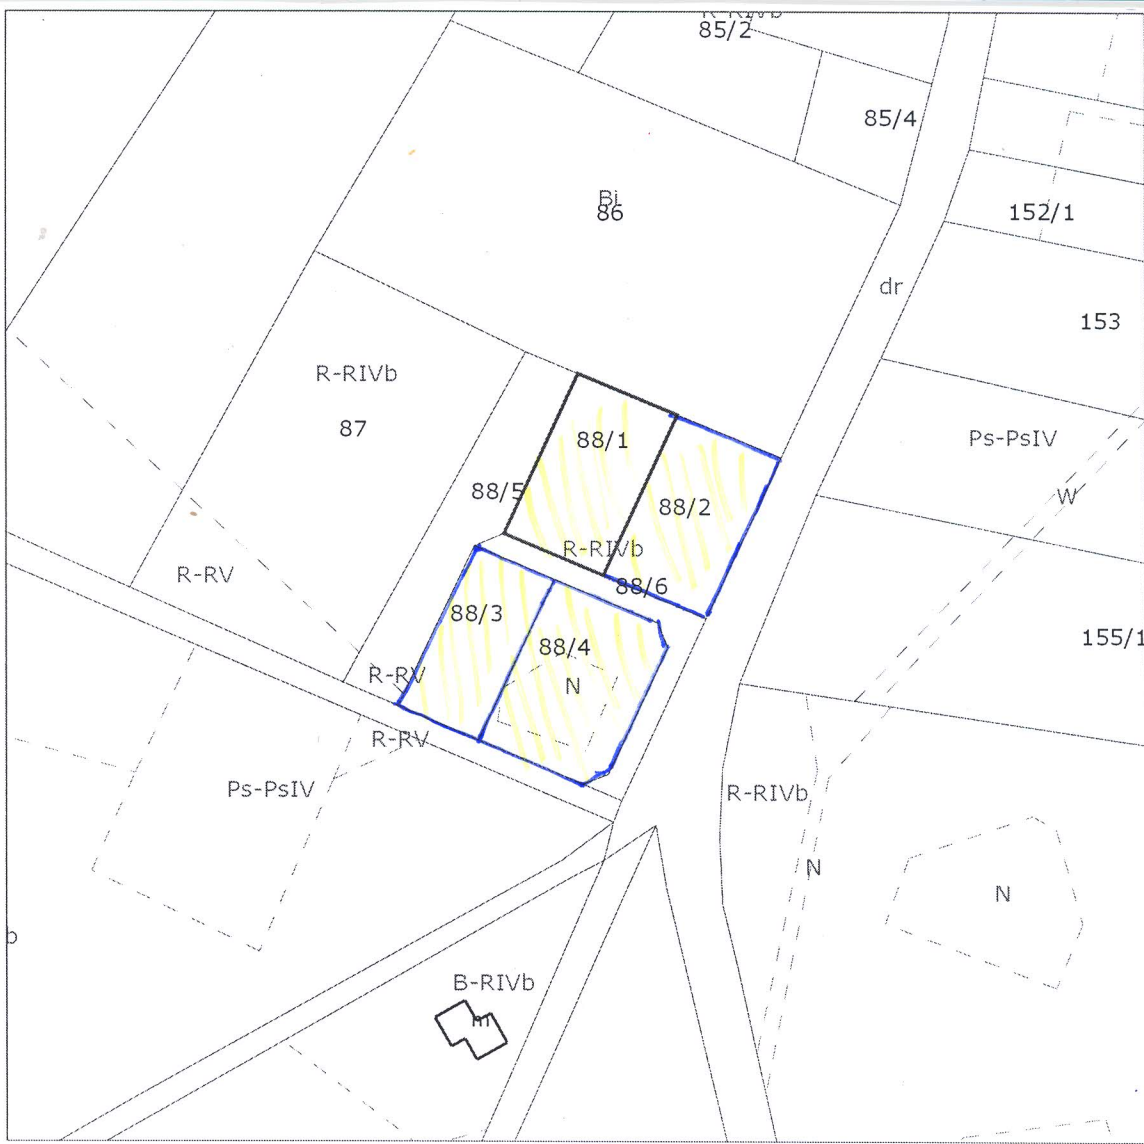 R-RIVb
85/2
85/4
Bi
86
152/1
dr
153
R-RIVb
87
88/1
Ps-PsIV
88/5
W
88/2
R-RIVb
R-RV
88/6
88/3
155/1
88/4
R-RV
N
R-RV
Ps-PsIV
R-RIVb
N
N
b
B-RIVb
m